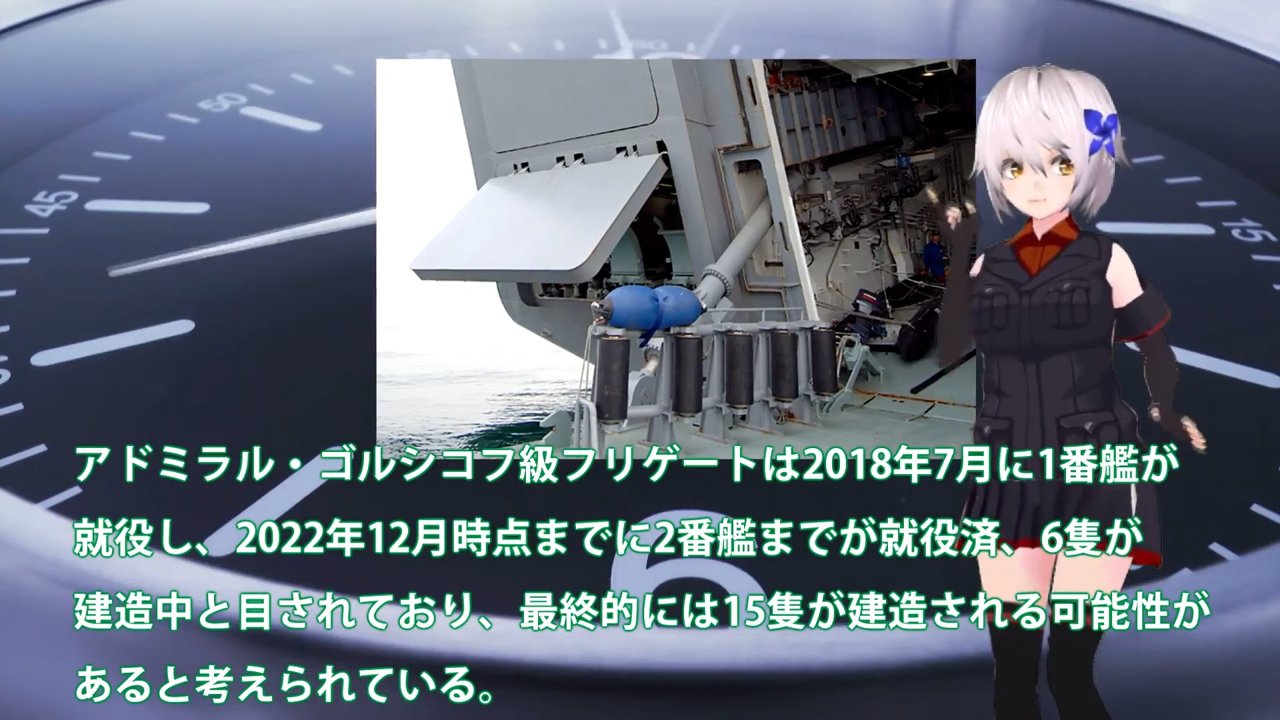 50
45
15
アドミラル・ゴルシコフ級フリゲートは2018年7月に1番艦が
就役し、2022年12月時点までに2番艦までが就役済、6隻が
建造中と目されており、最終的には15隻が建造される可能性が
あると考えられている。
6